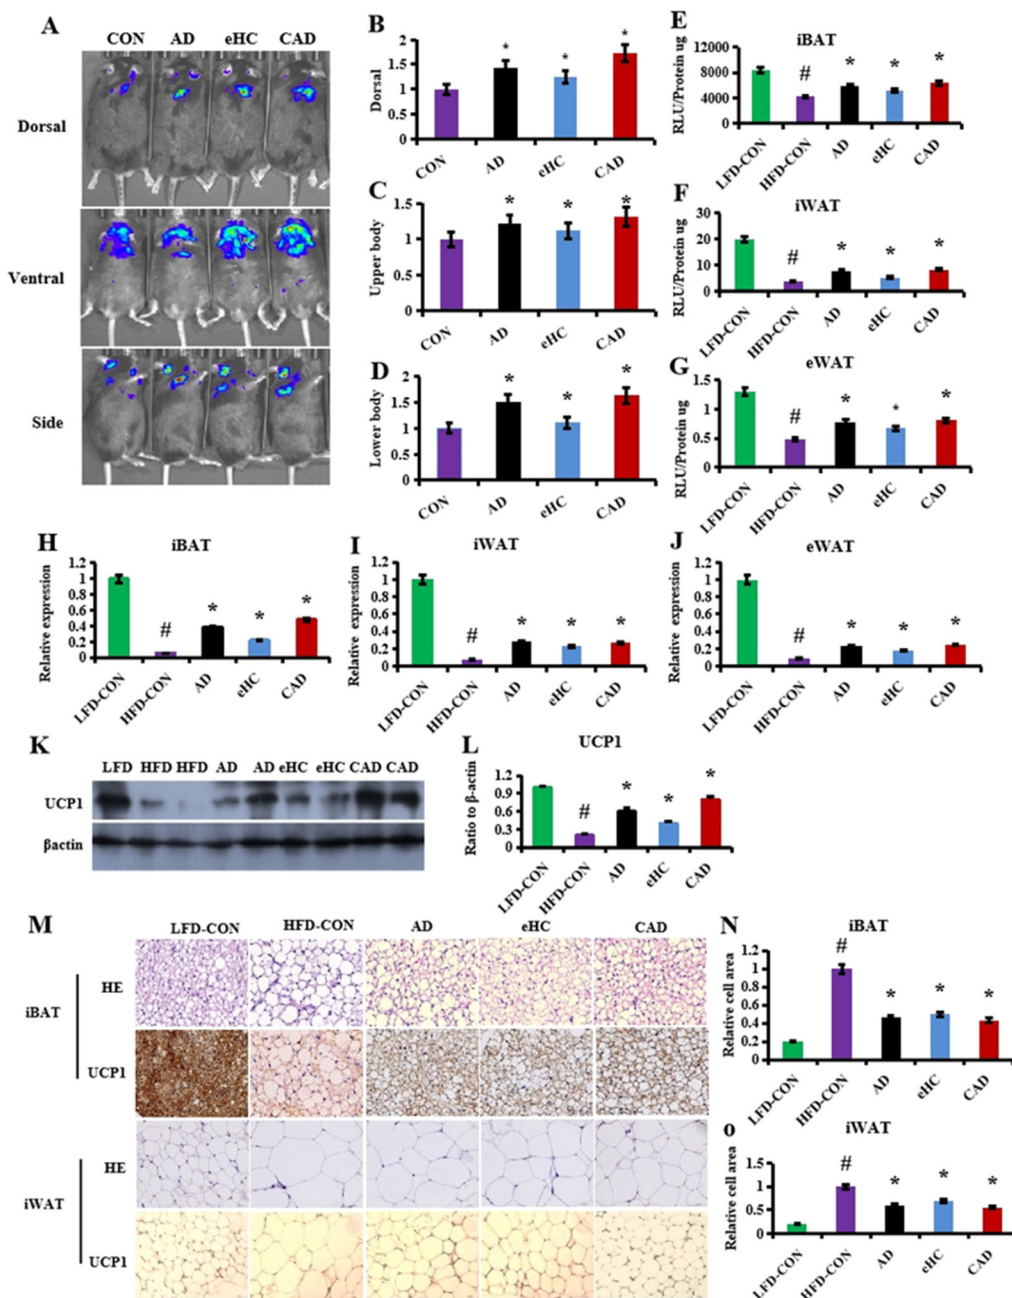 A
CON AD eHC CAD
Dorsal
Ventral
Side
B
Dorsal
2
1.5
1
0.5
0
* * *
CON AD eHC CAD
C
Upper body
1.5
1
0.5
0
* * *
CON AD eHC CAD
D
Lower body
2
1.5
1
0.5
0
* * *
CON AD eHC CAD
E
iBAT
RLU/Protein ug
12000
8000
4000
0
# * * *
LFD-CON HFD-CON AD eHC CAD
F
iWAT
RLU/Protein ug
30
20
10
0
# * * *
LFD-CON HFD-CON AD eHC CAD
G
eWAT
RLU/Protein ug
1.5
1
0.5
0
# * * *
LFD-CON HFD-CON AD eHC CAD
H
iBAT
Relative expression
1.2
1
0.8
0.6
0.4
0.2
0
# * * *
LFD-CON HFD-CON AD eHC CAD
I
iWAT
Relative expression
1.2
1
0.8
0.6
0.4
0.2
0
# * * *
LFD-CON HFD-CON AD eHC CAD
J
eWAT
Relative expression
1.2
1
0.8
0.6
0.4
0.2
0
# * * *
LFD-CON HFD-CON AD eHC CAD
K
LFD HFD HFD AD AD eHC eHC CAD CAD
UCP1
βactin
L
UCP1
Ratio to β-actin
1.2
0.9
0.6
0.3
0
# * * *
LFD-CON HFD-CON AD eHC CAD
M
LFD-CON HFD-CON AD eHC CAD
iBAT
HE
UCP1
iWAT
HE
UCP1
N
iBAT
Relative cell area
1.2
1
0.8
0.6
0.4
0.2
0
# * * *
LFD-CON HFD-CON AD eHC CAD
o
iWAT
Relative cell area
1.5
1
0.5
0
# * * *
LFD-CON HFD-CON AD eHC CAD